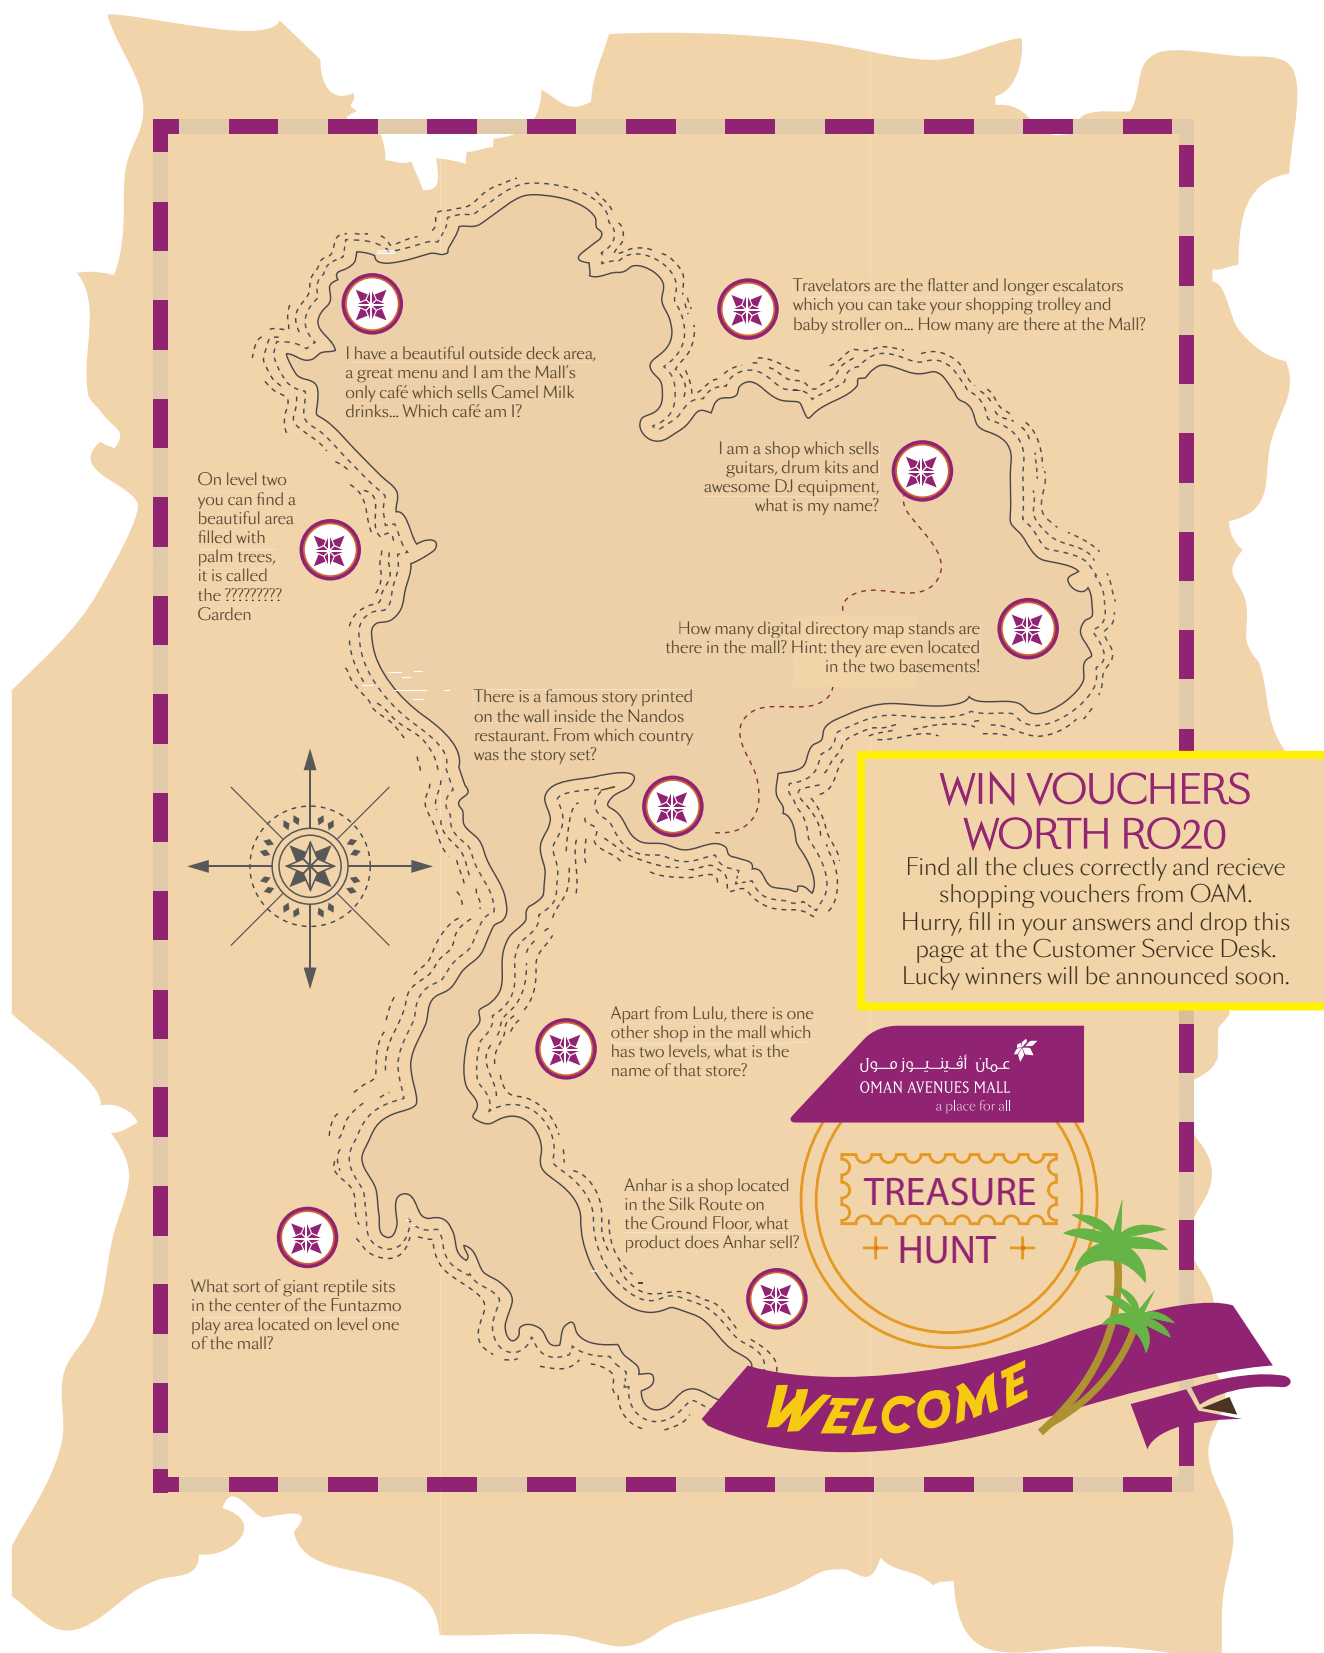 Travelators are the flatter and longer escalators
which you can take your shopping trolley and
baby stroller on... How many are there at the Mall?
I have a beautiful outside deck area,
a great menu and I am the Mall's
only café which sells Camel Milk
drinks... Which café am I?
I am a shop which sells
guitars, drum kits and
awesome DJ equipment,
what is my name?
On level two
you can find a
beautiful area
filled with
palm trees,
it is called
the ?????????
Garden
How many digital directory map stands are
there in the mall? Hint: they are even located
in the two basements!
There is a famous story printed
on the wall inside the Nandos
restaurant. From which country
was the story set?
WIN VOUCHERS
WORTH RO20
Find all the clues correctly and recieve
shopping vouchers from OAM.
Hurry, fill in your answers and drop this
page at the Customer Service Desk.
Lucky winners will be announced soon.
Apart from Lulu, there is one
other shop in the mall which
has two levels, what is the
name of that store?
عمان أڤينيوز مول
OMAN AVENUES MALL
a place for all
TREASURE
HUNT
Anhar is a shop located
in the Silk Route on
the Ground Floor, what
product does Anhar sell?
What sort of giant reptile sits
in the center of the Funtazmo
play area located on level one
of the mall?
WELCOME